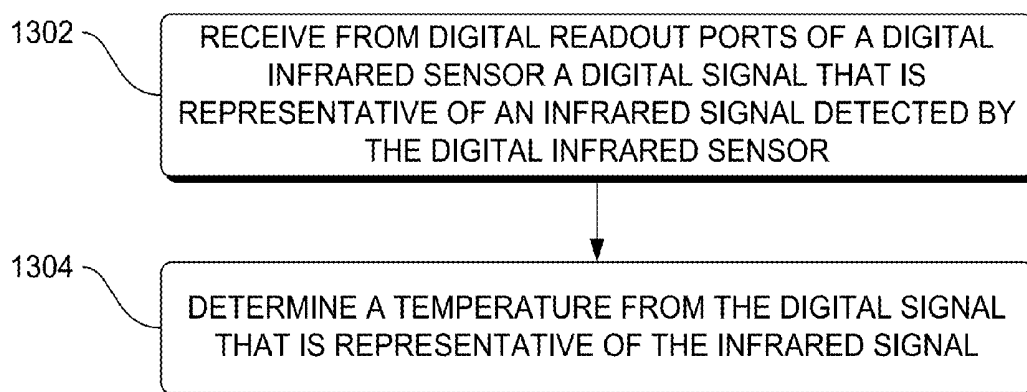 1302
RECEIVE FROM DIGITAL READOUT PORTS OF A DIGITAL
INFRARED SENSOR A DIGITAL SIGNAL THAT IS
REPRESENTATIVE OF AN INFRARED SIGNAL DETECTED BY
THE DIGITAL INFRARED SENSOR
1304
DETERMINE A TEMPERATURE FROM THE DIGITAL SIGNAL
THAT IS REPRESENTATIVE OF THE INFRARED SIGNAL